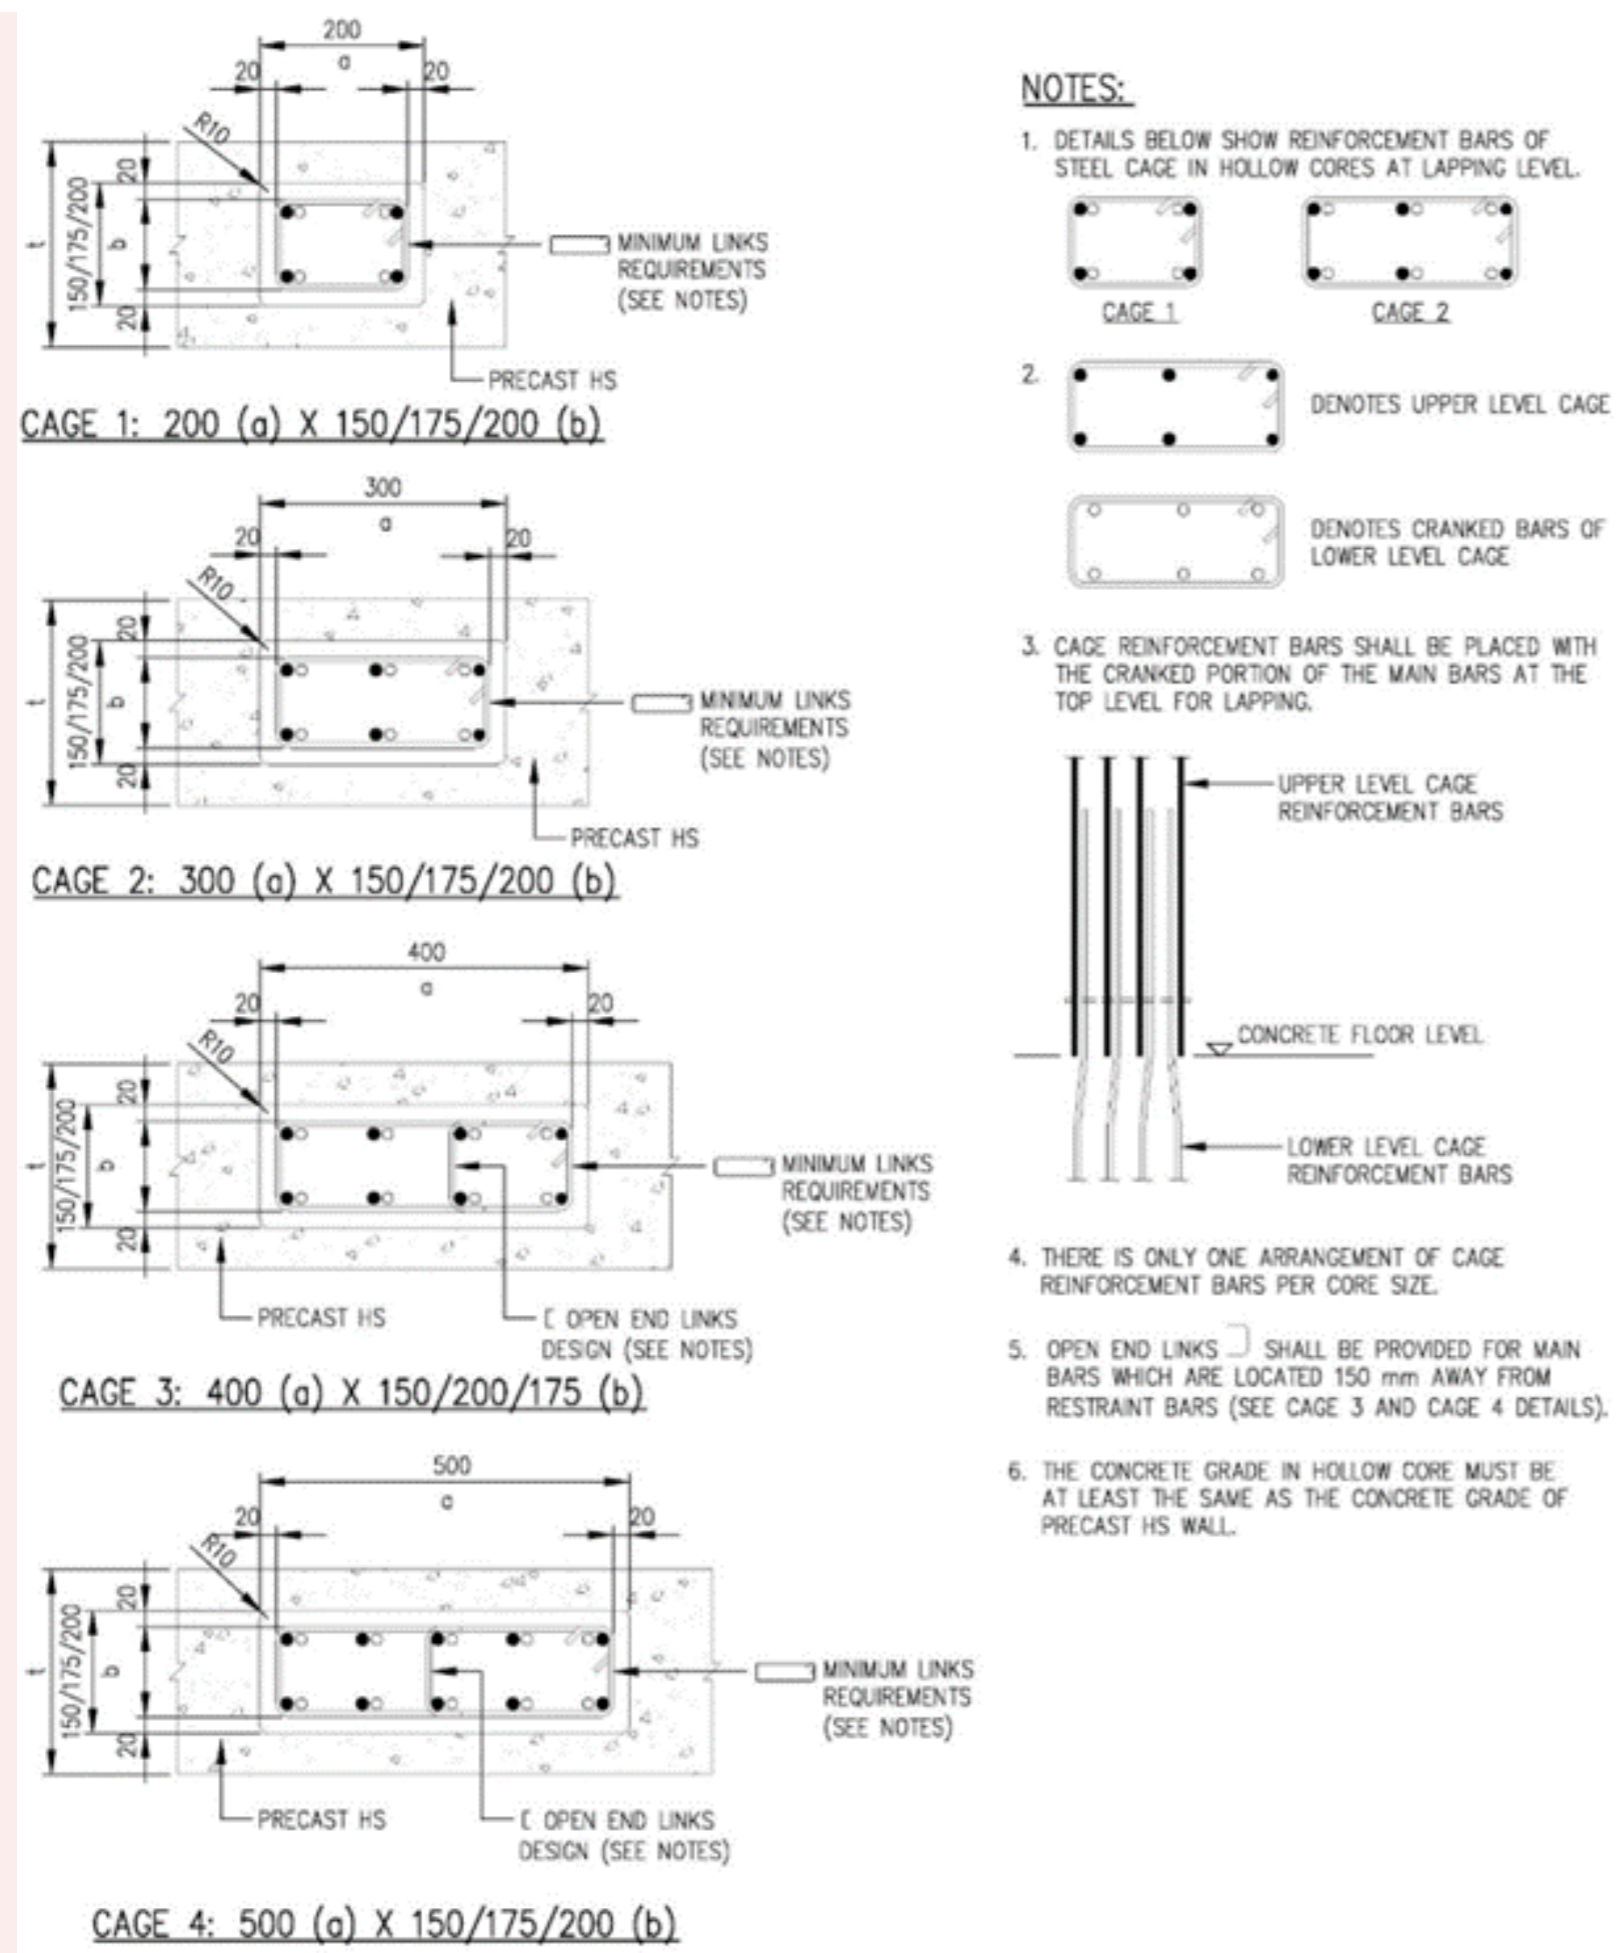 200
a
20
20
R10
20
t
150/175/200
b
20
MINIMUM LINKS
REQUIREMENTS
(SEE NOTES)
PRECAST HS
CAGE 1: 200 (a) X 150/175/200 (b)
300
a
20
20
R10
20
t
150/175/200
b
20
MINIMUM LINKS
REQUIREMENTS
(SEE NOTES)
PRECAST HS
CAGE 2: 300 (a) X 150/175/200 (b)
400
a
20
20
R10
20
t
150/175/200
b
20
MINIMUM LINKS
REQUIREMENTS
(SEE NOTES)
PRECAST HS
[ OPEN END LINKS
DESIGN (SEE NOTES)
CAGE 3: 400 (a) X 150/200/175 (b)
500
a
20
20
R10
20
t
150/175/200
b
20
MINIMUM LINKS
REQUIREMENTS
(SEE NOTES)
PRECAST HS
[ OPEN END LINKS
DESIGN (SEE NOTES)
CAGE 4: 500 (a) X 150/175/200 (b)
NOTES:
1. DETAILS BELOW SHOW REINFORCEMENT BARS OF
STEEL CAGE IN HOLLOW CORES AT LAPPING LEVEL.
CAGE 1
CAGE 2
2.
DENOTES UPPER LEVEL CAGE
DENOTES CRANKED BARS OF
LOWER LEVEL CAGE
3. CAGE REINFORCEMENT BARS SHALL BE PLACED WITH
THE CRANKED PORTION OF THE MAIN BARS AT THE
TOP LEVEL FOR LAPPING.
UPPER LEVEL CAGE
REINFORCEMENT BARS
CONCRETE FLOOR LEVEL
LOWER LEVEL CAGE
REINFORCEMENT BARS
4. THERE IS ONLY ONE ARRANGEMENT OF CAGE
REINFORCEMENT BARS PER CORE SIZE.
5. OPEN END LINKS SHALL BE PROVIDED FOR MAIN
BARS WHICH ARE LOCATED 150 mm AWAY FROM
RESTRAINT BARS (SEE CAGE 3 AND CAGE 4 DETAILS).
6. THE CONCRETE GRADE IN HOLLOW CORE MUST BE
AT LEAST THE SAME AS THE CONCRETE GRADE OF
PRECAST HS WALL.